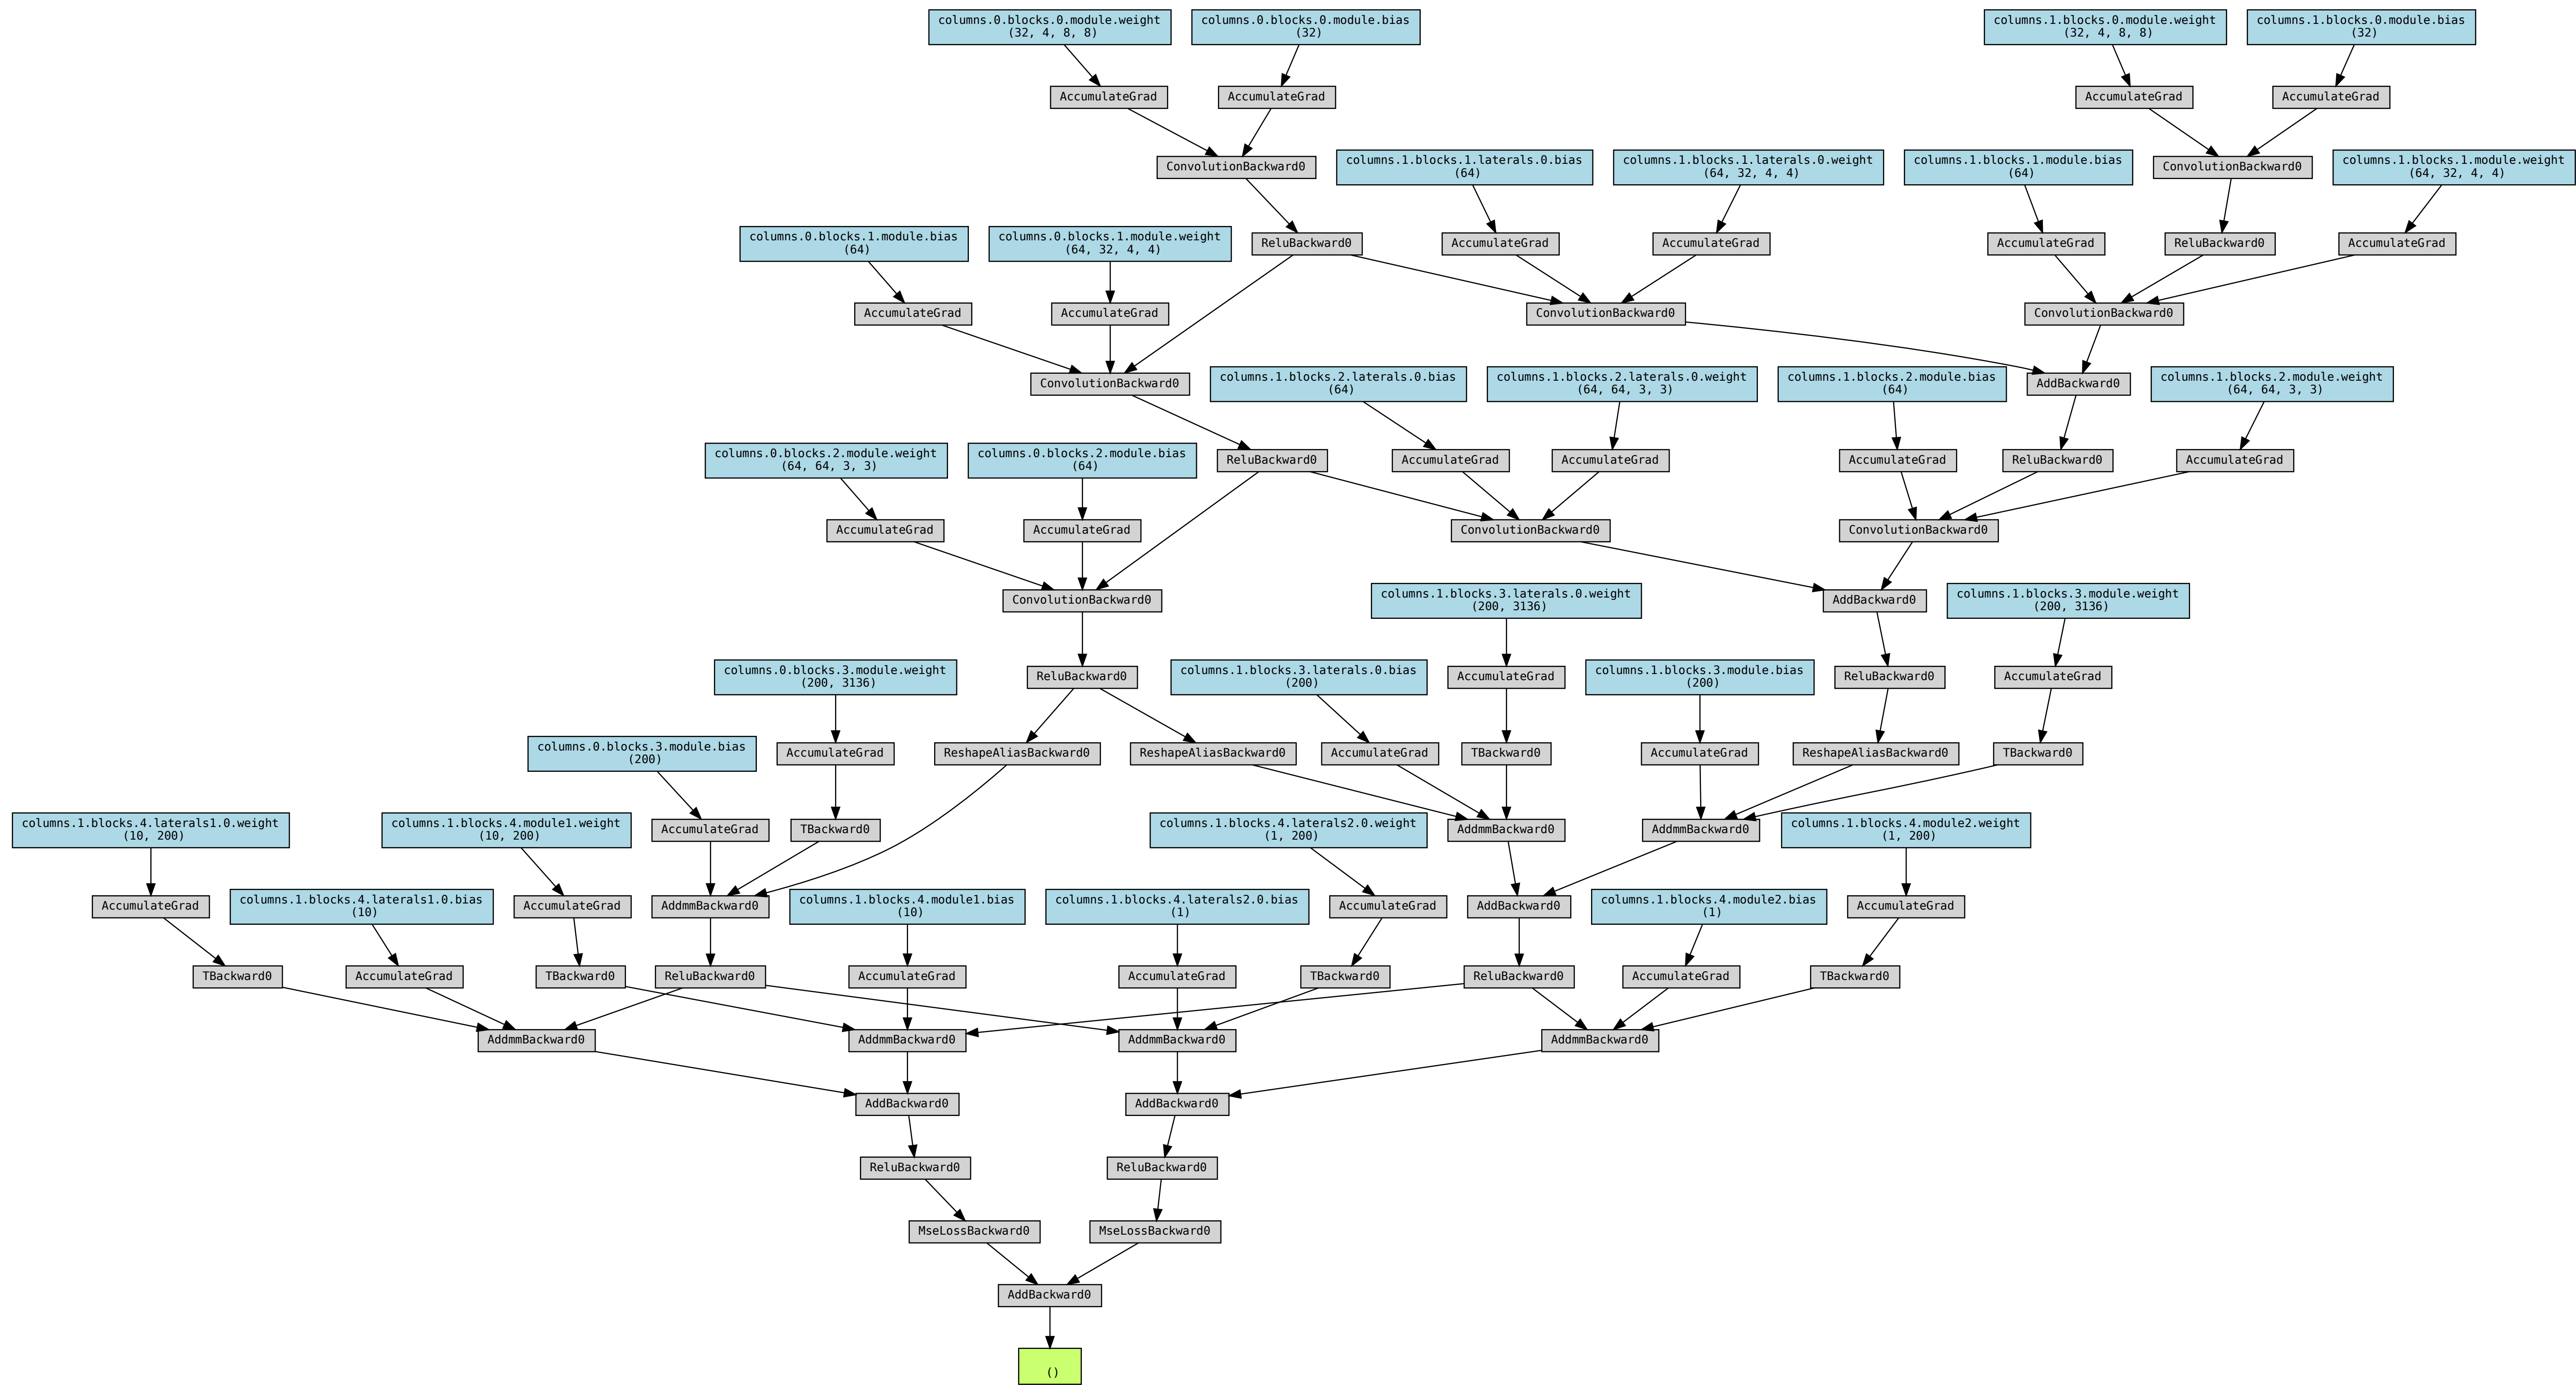 columns.0.blocks.0.module.weight
(32, 4, 8, 8)
columns.0.blocks.0.module.bias
(32)
columns.1.blocks.0.module.weight
(32, 4, 8, 8)
columns.1.blocks.0.module.bias
(32)
AccumulateGrad
AccumulateGrad
AccumulateGrad
AccumulateGrad
ConvolutionBackward0
columns.1.blocks.1.laterals.0.bias
(64)
columns.1.blocks.1.laterals.0.weight
(64, 32, 4, 4)
columns.1.blocks.1.module.bias
(64)
ConvolutionBackward0
columns.1.blocks.1.module.weight
(64, 32, 4, 4)
columns.0.blocks.1.module.bias
(64)
columns.0.blocks.1.module.weight
(64, 32, 4, 4)
ReluBackward0
AccumulateGrad
AccumulateGrad
AccumulateGrad
ReluBackward0
AccumulateGrad
AccumulateGrad
AccumulateGrad
ConvolutionBackward0
ConvolutionBackward0
ConvolutionBackward0
columns.1.blocks.2.laterals.0.bias
(64)
columns.1.blocks.2.laterals.0.weight
(64, 64, 3, 3)
columns.1.blocks.2.module.bias
(64)
AddBackward0
columns.1.blocks.2.module.weight
(64, 64, 3, 3)
columns.0.blocks.2.module.weight
(64, 64, 3, 3)
columns.0.blocks.2.module.bias
(64)
ReluBackward0
AccumulateGrad
AccumulateGrad
AccumulateGrad
ReluBackward0
AccumulateGrad
AccumulateGrad
AccumulateGrad
ConvolutionBackward0
ConvolutionBackward0
ConvolutionBackward0
columns.1.blocks.3.laterals.0.weight
(200, 3136)
AddBackward0
columns.1.blocks.3.module.weight
(200, 3136)
columns.0.blocks.3.module.weight
(200, 3136)
ReluBackward0
columns.1.blocks.3.laterals.0.bias
(200)
AccumulateGrad
columns.1.blocks.3.module.bias
(200)
ReluBackward0
AccumulateGrad
columns.0.blocks.3.module.bias
(200)
AccumulateGrad
ReshapeAliasBackward0
ReshapeAliasBackward0
AccumulateGrad
TBackward0
AccumulateGrad
ReshapeAliasBackward0
TBackward0
columns.1.blocks.4.laterals1.0.weight
(10, 200)
columns.1.blocks.4.module1.weight
(10, 200)
AccumulateGrad
TBackward0
columns.1.blocks.4.laterals2.0.weight
(1, 200)
AddmmBackward0
AddmmBackward0
columns.1.blocks.4.module2.weight
(1, 200)
AccumulateGrad
columns.1.blocks.4.laterals1.0.bias
(10)
AccumulateGrad
AddmmBackward0
columns.1.blocks.4.module1.bias
(10)
columns.1.blocks.4.laterals2.0.bias
(1)
AccumulateGrad
AddBackward0
columns.1.blocks.4.module2.bias
(1)
AccumulateGrad
TBackward0
AccumulateGrad
TBackward0
ReluBackward0
AccumulateGrad
AccumulateGrad
TBackward0
ReluBackward0
AccumulateGrad
TBackward0
AddmmBackward0
AddmmBackward0
AddmmBackward0
AddmmBackward0
AddBackward0
AddBackward0
ReluBackward0
ReluBackward0
MseLossBackward0
MseLossBackward0
AddBackward0
()